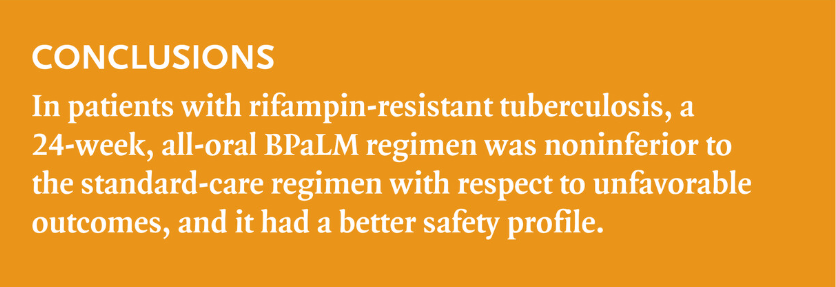 CONCLUSIONS
In patients with rifampin-resistant tuberculosis, a
24-week, all-oral BPaLM regimen was noninferior to
the standard-care regimen with respect to unfavorable
outcomes, and it had a better safety profile.